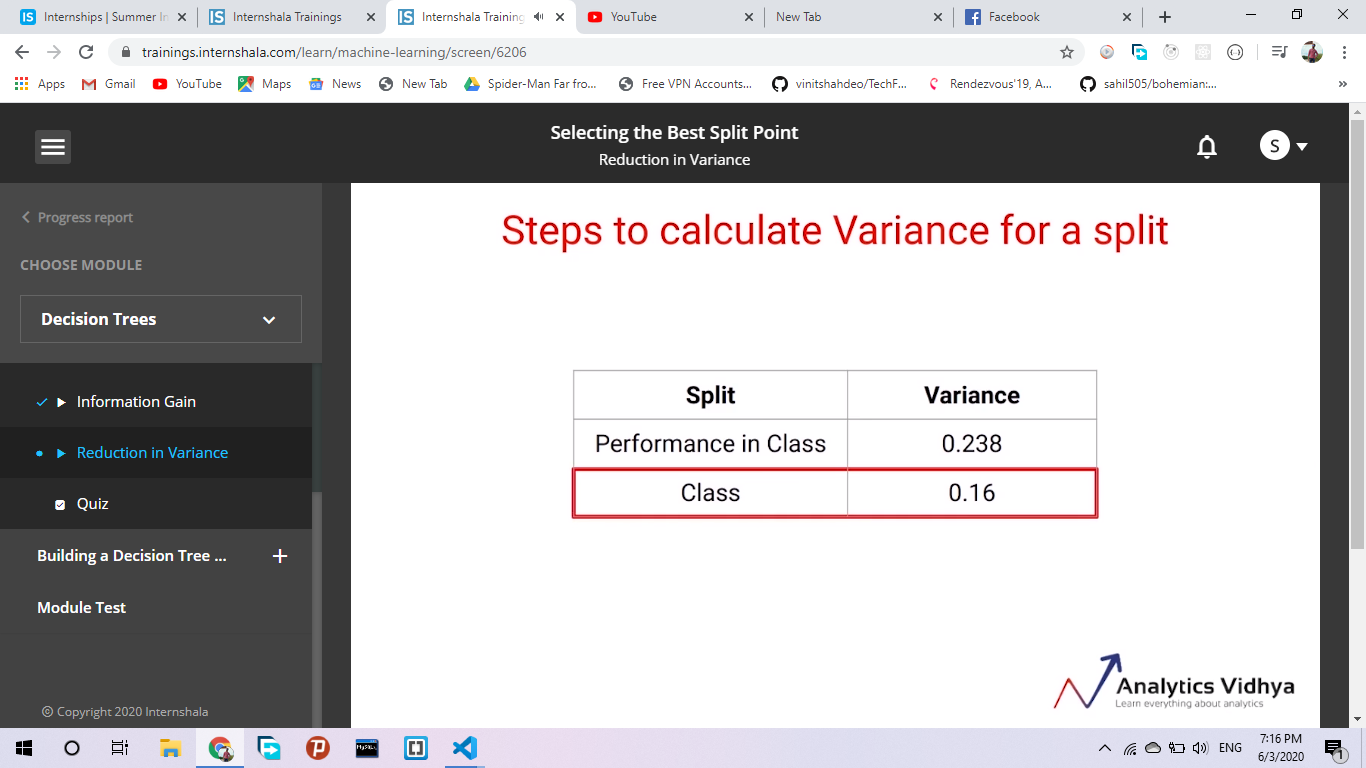 Internships | Summer In
Internshala Trainings
Internshala Training
YouTube
New Tab
Facebook
trainings.internshala.com/learn/machine-learning/screen/6206
Apps
Gmail
YouTube
Maps
News
New Tab
Spider-Man Far fro...
Free VPN Accounts...
vinitshahdeo/TechF...
Rendezvous'19, A...
sahil505/bohemian:...
Selecting the Best Split Point
Reduction in Variance
S
Progress report
CHOOSE MODULE
Decision Trees
Information Gain
Reduction in Variance
Quiz
Building a Decision Tree ...
Module Test
© Copyright 2020 Internshala
Steps to calculate Variance for a split
Split Variance
Performance in Class 0.238
Class 0.16
Analytics Vidhya
Learn everything about analytics
ENG
7:16 PM
6/3/2020
1